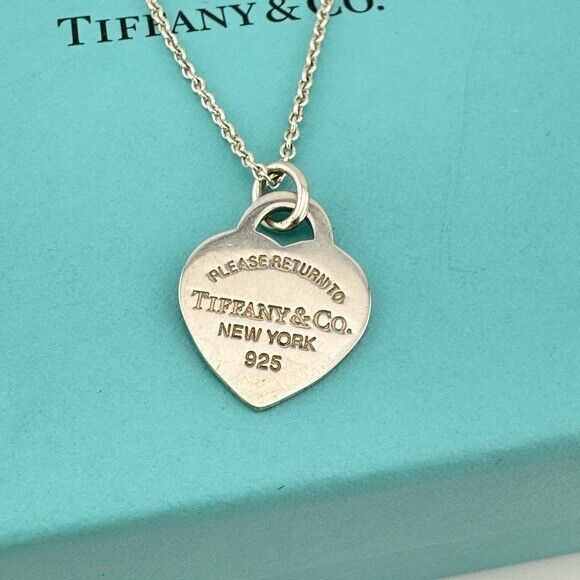 TIFFANY & CO.
PLEASE RETURN TO
TIFFANY & CO.
NEW YORK
925